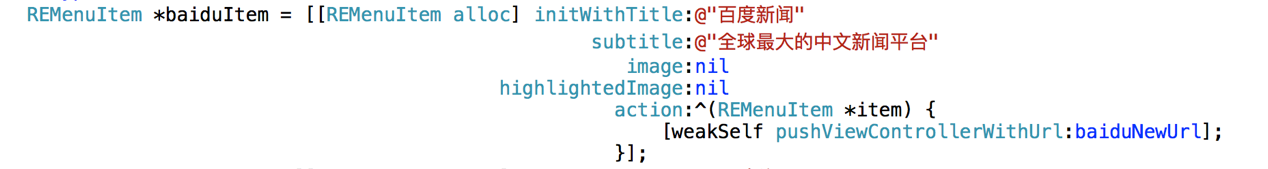 REMenuItem *baiduItem = [[REMenuItem alloc] initWithTitle:@"百度新闻"
subtitle:@"全球最大的中文新闻平台"
image:nil
highlightedImage:nil
action:^(REMenuItem *item) {
[weakSelf pushViewControllerWithUrl:baiduNewUrl];
}];